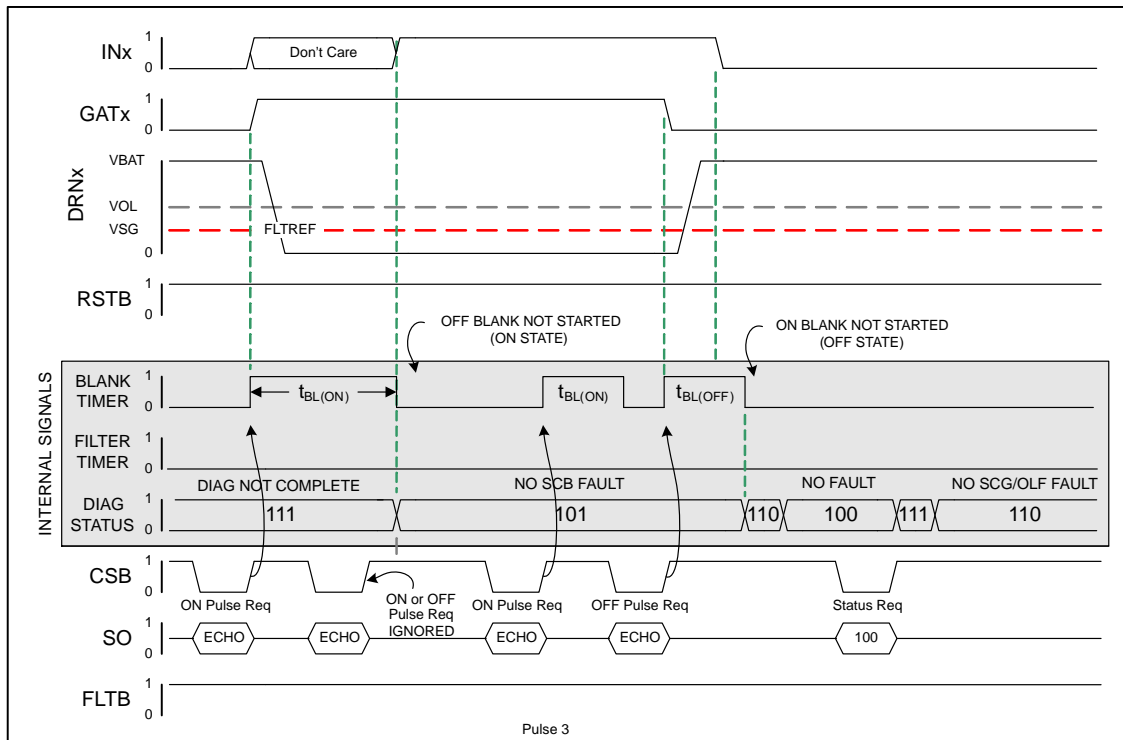 INx
1
0
Don't Care
GATx
1
0
DRNx
VBAT
VOL
VSG
0
FLTREF
RSTB
1
0
OFF BLANK NOT STARTED
(ON STATE)
ON BLANK NOT STARTED
(OFF STATE)
INTERNAL SIGNALS
BLANK
TIMER
1
0
tBL(ON)
tBL(ON)
tBL(OFF)
FILTER
TIMER
1
0
DIAG NOT COMPLETE
NO SCB FAULT
NO FAULT
NO SCG/OLF FAULT
DIAG
STATUS
1
0
111
101
110
100
111
110
CSB
1
0
ON Pulse Req
ON or OFF
Pulse Req
IGNORED
ON Pulse Req
OFF Pulse Req
Status Req
SO
1
0
ECHO
ECHO
ECHO
ECHO
100
FLTB
1
0
Pulse 3